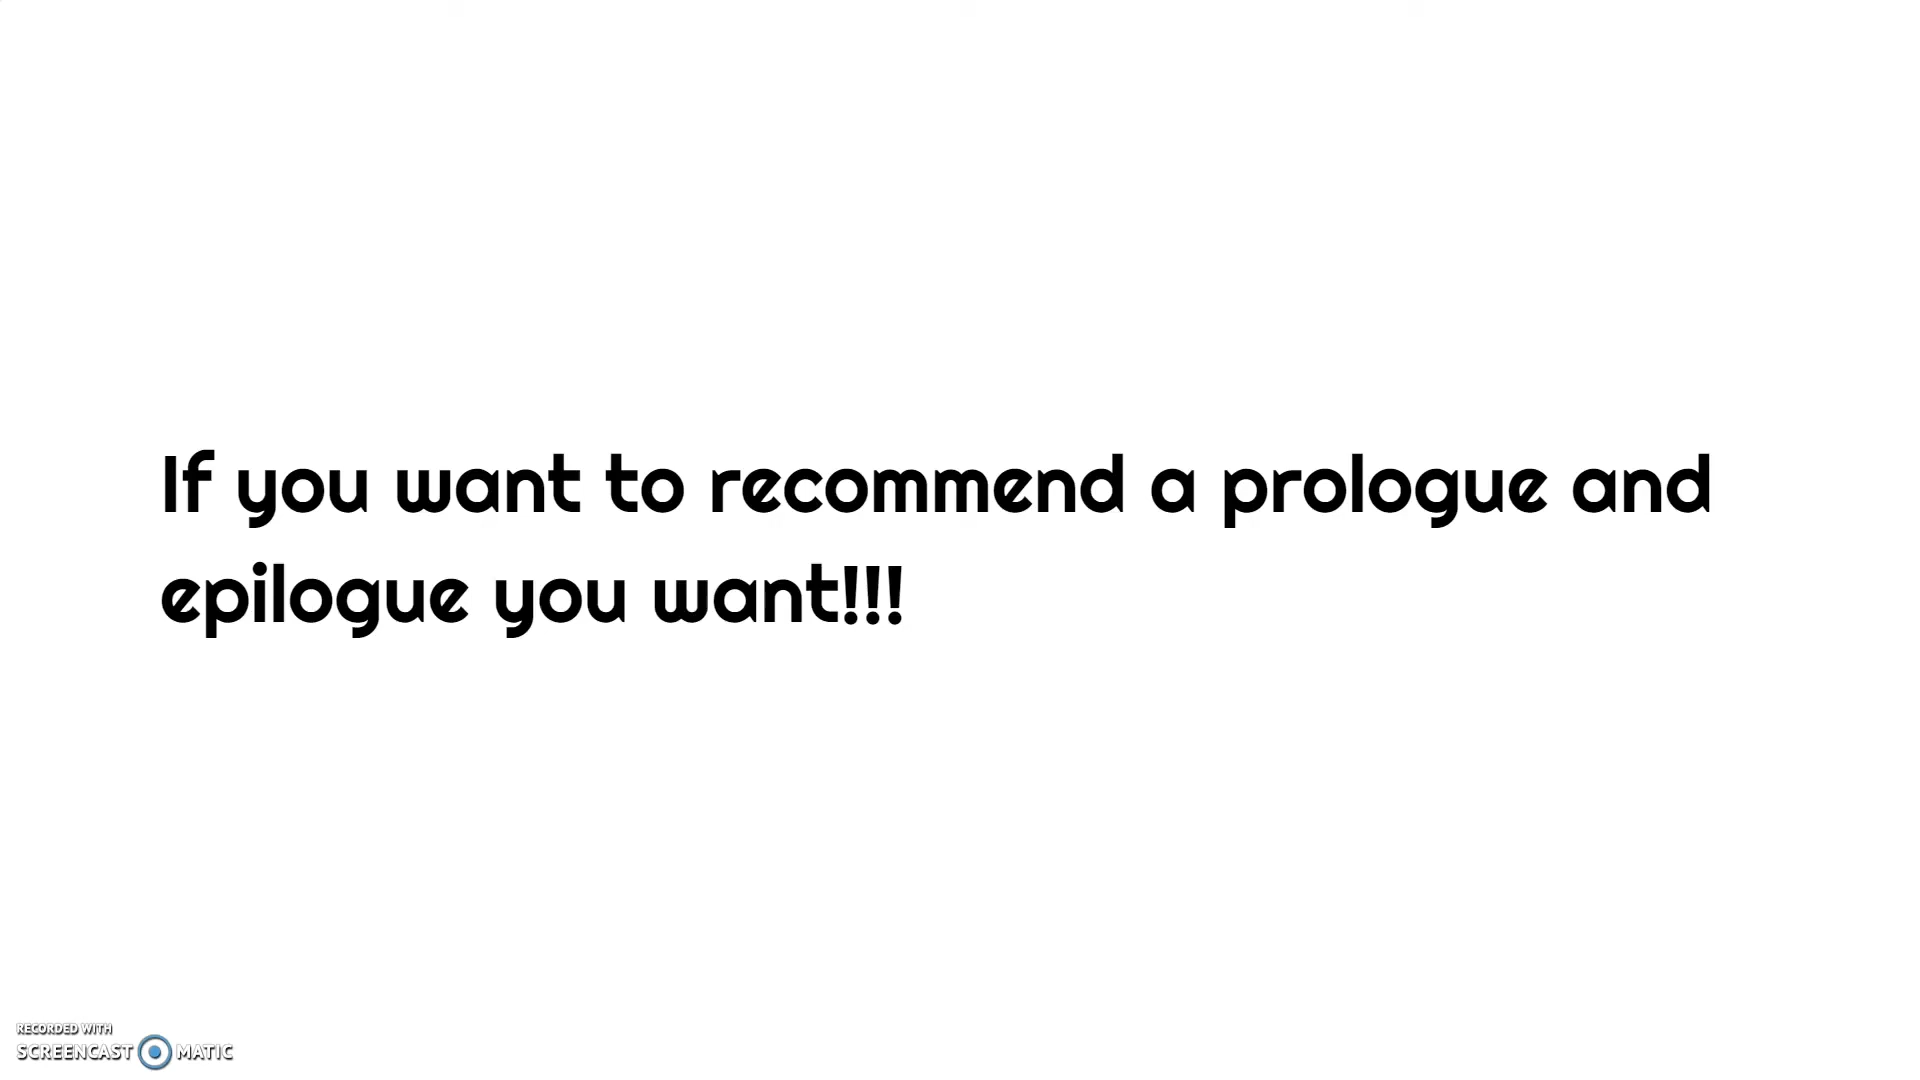 If you want to recommend a prologue and
epilogue you want!!!
RECORDED WITH
SCREENCAST MATIC